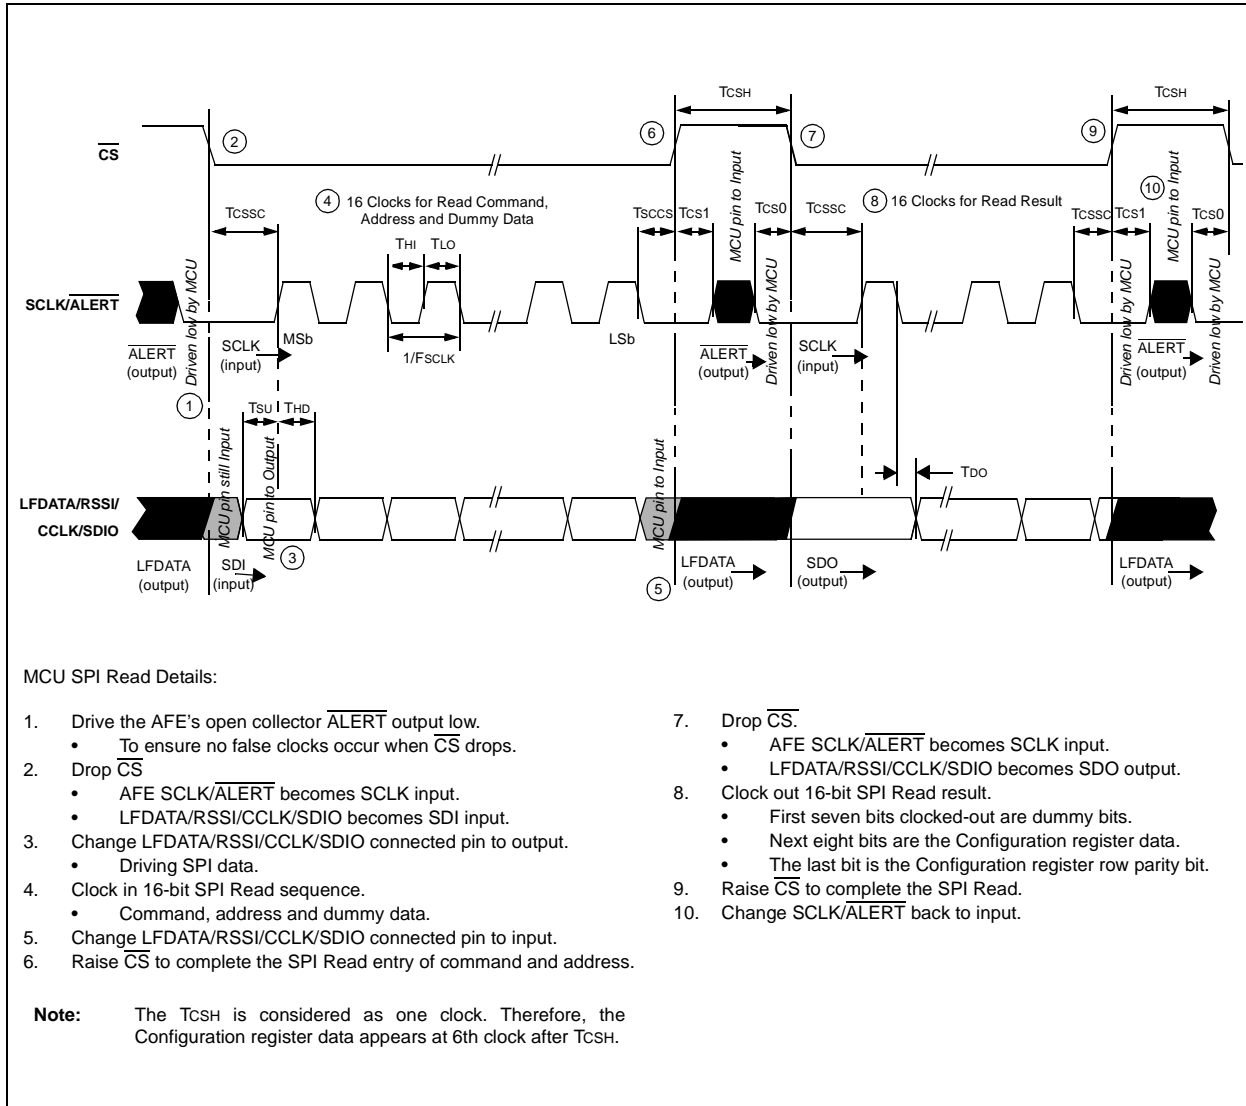 TCSH
TCSH
CS
2
6
7
9
10
4 16 Clocks for Read Command,
Address and Dummy Data
8 16 Clocks for Read Result
MCU pin to Input
MCU pin to Input
TCSSC
THI
TLO
TSCCS
TCS1
TCS0
TCSSC
TCSSC
TCS1
TCS0
SCLK/ALERT
Driven low by MCU
Driven low by MCU
Driven low by MCU
Driven low by MCU
ALERT
(output)
SCLK
(input)
MSb
1/FSCLK
LSb
ALERT
(output)
SCLK
(input)
ALERT
(output)
1
TSU
THD
MCU pin still Input
MCU pin to Output
MCU pin to Input
TDO
LFDATA/RSSI/
CCLK/SDIO
3
5
LFDATA
(output)
SDI
(input)
LFDATA
(output)
SDO
(output)
LFDATA
(output)
MCU SPI Read Details:
1. Drive the AFE's open collector ALERT output low.
• To ensure no false clocks occur when CS drops.
2. Drop CS
• AFE SCLK/ALERT becomes SCLK input.
• LFDATA/RSSI/CCLK/SDIO becomes SDI input.
3. Change LFDATA/RSSI/CCLK/SDIO connected pin to output.
• Driving SPI data.
4. Clock in 16-bit SPI Read sequence.
• Command, address and dummy data.
5. Change LFDATA/RSSI/CCLK/SDIO connected pin to input.
6. Raise CS to complete the SPI Read entry of command and address.
7. Drop CS.
• AFE SCLK/ALERT becomes SCLK input.
• LFDATA/RSSI/CCLK/SDIO becomes SDO output.
8. Clock out 16-bit SPI Read result.
• First seven bits clocked-out are dummy bits.
• Next eight bits are the Configuration register data.
• The last bit is the Configuration register row parity bit.
9. Raise CS to complete the SPI Read.
10. Change SCLK/ALERT back to input.
Note: The TCSH is considered as one clock. Therefore, the
Configuration register data appears at 6th clock after TCSH.